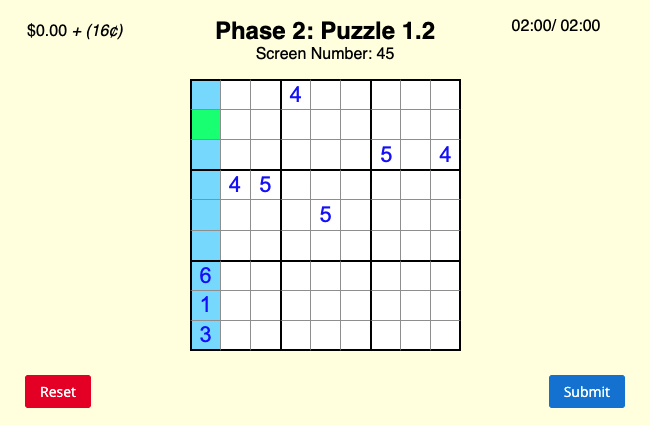 $0.00 + (16¢)
Phase 2: Puzzle 1.2
02:00/ 02:00
Screen Number: 45
4
5 4
4 5
5
6
1
3
Reset
Submit